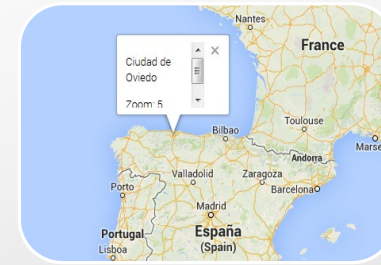 Nantes
France
Ciudad de
Oviedo
Zoom: 5
Toulouse
Bilbao
Marse
Andorra
Valladolid
Zaragoza
Porto
Barcelona
Madrid
Portugal
España
(Spain)
Lisboa